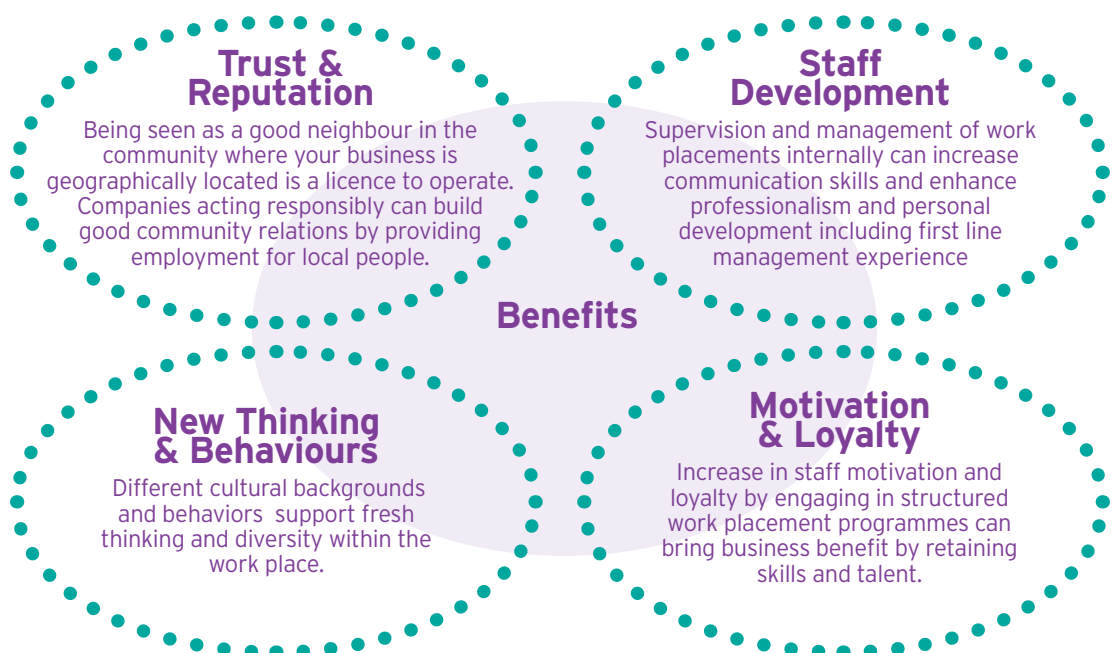 Trust &
Reputation
Being seen as a good neighbour in the
community where your business is
geographically located is a licence to operate.
Companies acting responsibly can build
good community relations by providing
employment for local people.
Staff
Development
Supervision and management of work
placements internally can increase
communication skills and enhance
professionalism and personal
development including first line
management experience
Benefits
New Thinking
& Behaviours
Different cultural backgrounds
and behaviors  support fresh
thinking and diversity within the
work place.
Motivation
& Loyalty
Increase in staff motivation and
loyalty by engaging in structured
work placement programmes can
bring business benefit by retaining
skills and talent.